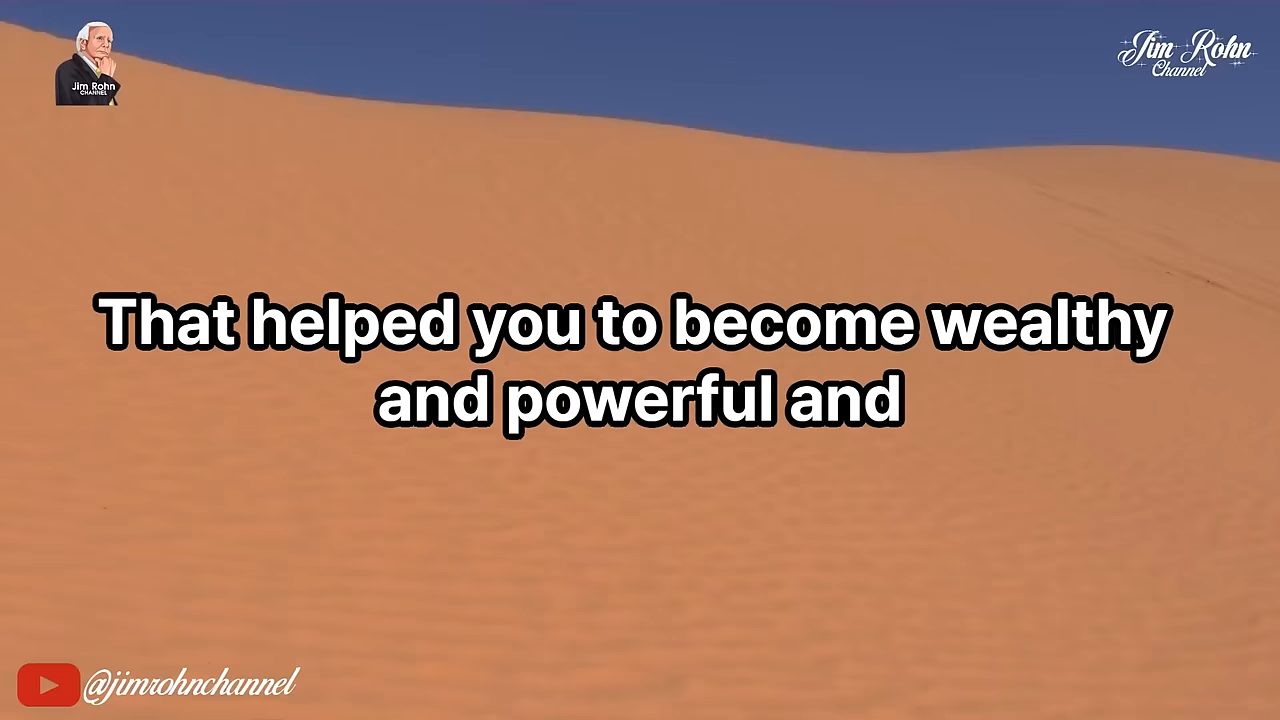 Jim Rohn
CHANNEL
Jim Rohn
Channel
That helped you to become wealthy
and powerful and
@jimrohnchannel